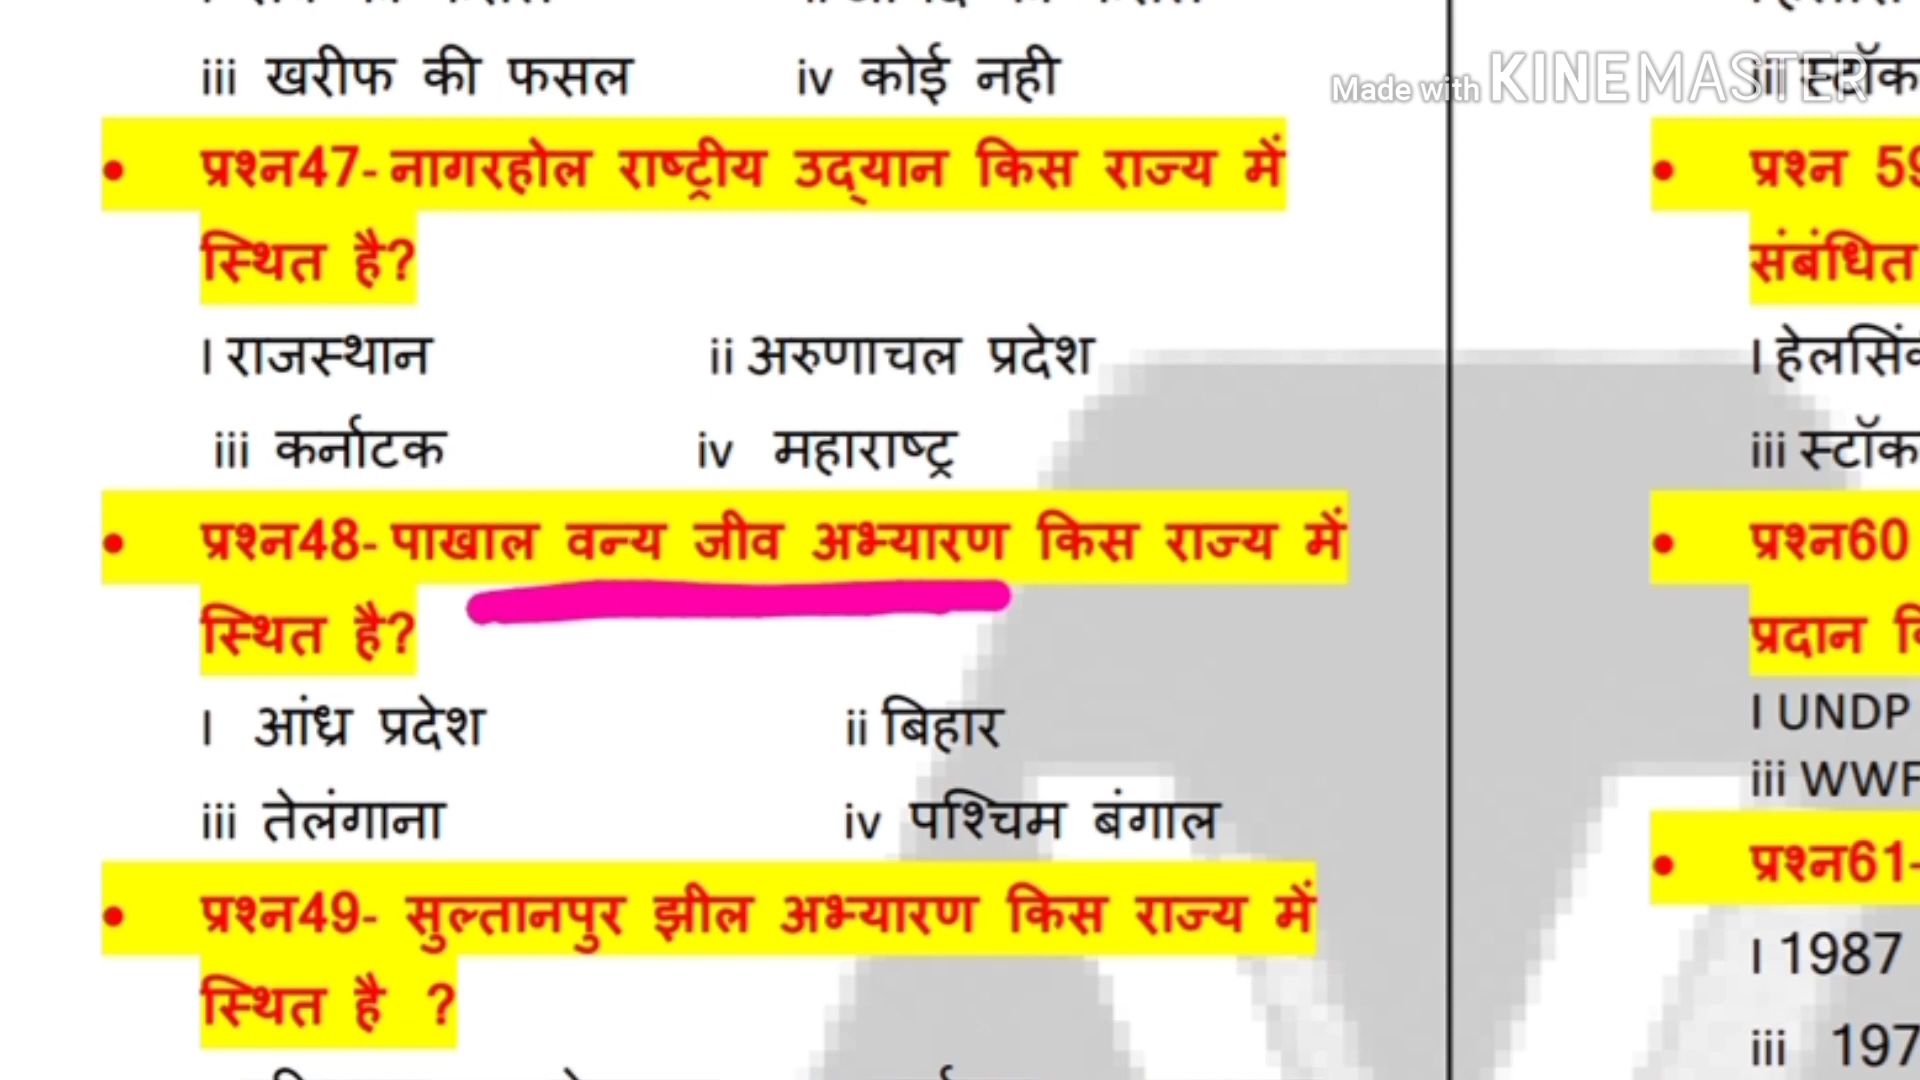 iii खरीफ की फसल iv कोई नही
• प्रश्न47- नागरहोल राष्ट्रीय उद्यान किस राज्य में
स्थित है?
I राजस्थान ii अरुणाचल प्रदेश
iii कर्नाटक iv महाराष्ट्र
• प्रश्न48- पाखाल वन्य जीव अभ्यारण किस राज्य में
स्थित है?
I आंध्र प्रदेश ii बिहार
iii तेलंगाना iv पश्चिम बंगाल
• प्रश्न49- सुल्तानपुर झील अभ्यारण किस राज्य में
स्थित है ?
Made with KINEMASTER
iii
• प्रश्न 59
संबंधित
I
iii
• प्रश्न60
प्रदान
I UNDP
iii WWF
• प्रश्न61-
I 1987
iii 197